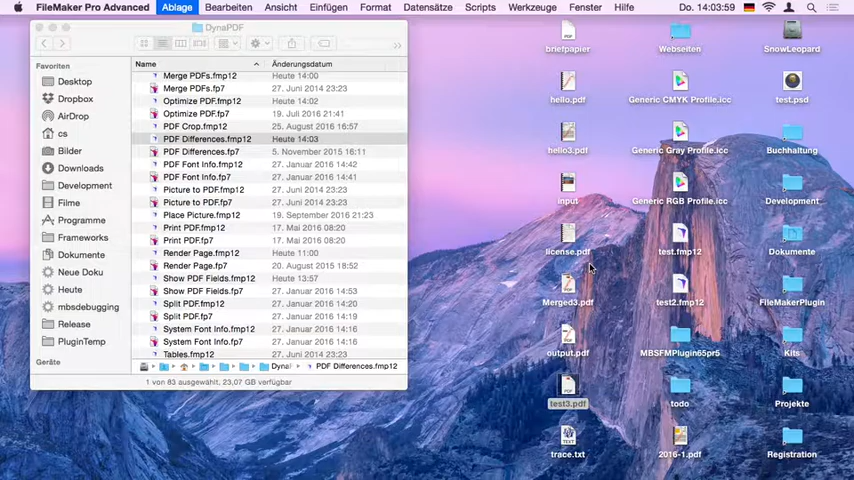 FileMaker Pro Advanced Ablage Bearbeiten Ansicht Einfügen Format Datensätze Scripts Werkzeuge Fenster Hilfe Do. 14:03:59
DynaPDF
Favoriten
Desktop
Dropbox
AirDrop
cs
Bilder
Downloads
Development
Filme
Programme
Frameworks
Dokumente
Neue Doku
Heute
mbsdebugging
Release
PluginTemp
Geräte
Name Änderungsdatum
Merge PDFs.fmp12 Heute 14:00
Merge PDFs.fp7 27. Juni 2014 23:23
Optimize PDF.fmp12 Heute 14:02
Optimize PDF.fp7 19. Juli 2016 21:41
PDF Crop.fmp12 25. August 2016 16:57
PDF Differences.fmp12 Heute 14:03
PDF Differences.fp7 5. November 2015 16:11
PDF Font Info.fmp12 27. Januar 2016 14:42
PDF Font Info.fp7 27. Januar 2016 14:41
Picture to PDF.fmp12 27. Juni 2014 23:23
Picture to PDF.fp7 27. Juni 2014 23:23
Place Picture.fmp12 19. September 2016 21:23
Print PDF.fmp12 17. Mai 2016 08:20
Print PDF.fp7 17. Mai 2016 08:20
Render Page.fmp12 Heute 11:00
Render Page.fp7 20. August 2015 18:52
Show PDF Fields.fmp12 Heute 13:57
Show PDF Fields.fp7 27. Januar 2016 14:53
Split PDF.fmp12 27. Januar 2016 14:20
Split PDF.fp7 27. Januar 2016 14:19
System Font Info.fmp12 27. Januar 2016 14:16
System Font Info.fp7 27. Januar 2016 14:16
Tables.fmp12 27. Juni 2014 23:23
Dynal PDF Differences.fmp12
1 von 83 ausgewählt, 23,07 GB verfügbar
briefpapier Webseiten SnowLeopard
hello.pdf Generic CMYK Profile.icc test.psd
hello3.pdf Generic Gray Profile.icc Buchhaltung
input Generic RGB Profile.icc Development
license.pdf test.fmp12 Dokumente
Merged3.pdf test2.fmp12 FileMakerPlugin
output.pdf MBSFMPlugin65pr5 Kits
test3.pdf todo Projekte
trace.txt 2016-1.pdf Registration